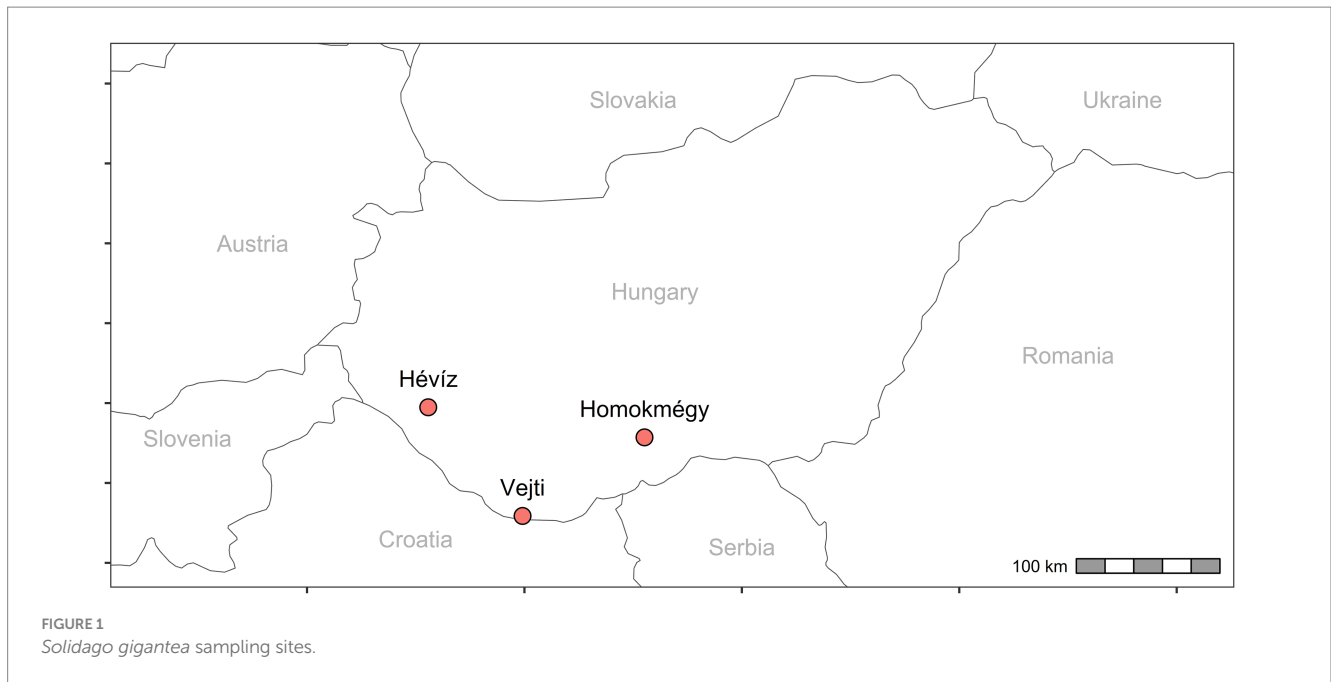 Slovakia
Ukraine
Austria
Hungary
Romania
Hévíz
Homokmégy
Slovenia
Vejti
Croatia
Serbia
100 km
FIGURE 1
Solidago gigantea sampling sites.